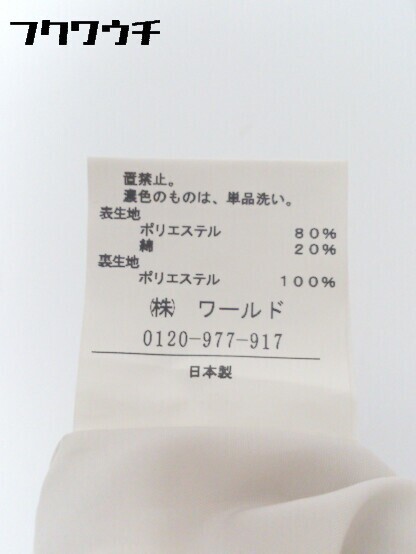 フクワウチ
置禁止。
濃色のものは、単品洗い。
表生地
ポリエステル 80%
綿 20%
裏生地
ポリエステル 100%
㈱ ワールド
0120-977-917
日本製